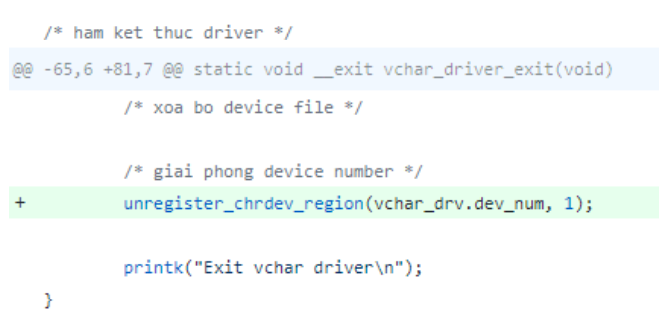 /* ham ket thuc driver */
@@ -65,6 +81,7 @@ static void __exit vchar_driver_exit(void)
/* xoa bo device file */
/* giai phong device number */
+ unregister_chrdev_region(vchar_drv.dev_num, 1);
printk("Exit vchar driver\n");
}